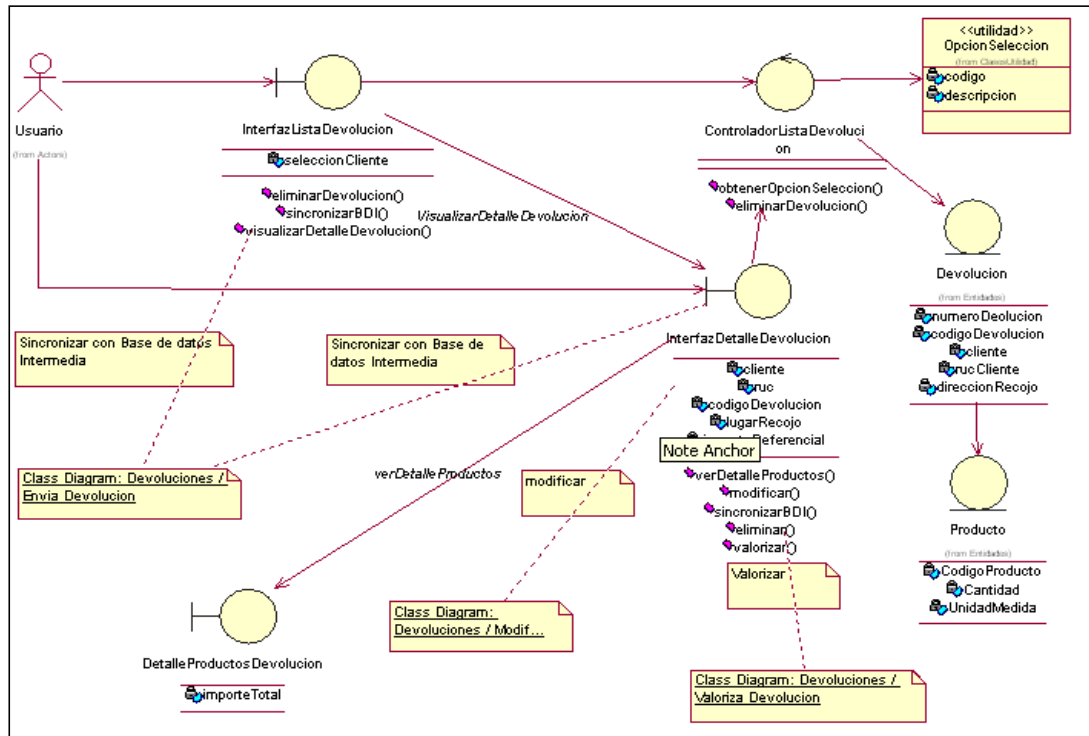 <<utilidad>>
OpcionSeleccion
(from ClasesUtilidad)
codigo
descripcion
Usuario
(from Actors)
InterfazListaDevolucion
seleccionCliente
eliminarDevolucion()
sincronizarBDI()
visualizarDetalleDevolucion()
VisualizarDetalleDevolucion
ControladorListaDevoluci
on
obtenerOpcionSeleccion()
eliminarDevolucion()
Devolucion
(from Entidades)
numeroDeolucion
codigoDevolucion
cliente
rucCliente
direccionRecojo
Sincronizar con Base de datos
Intermedia
Sincronizar con Base de
datos Intermedia
InterfazDetalleDevolucion
cliente
ruc
codigoDevolucion
lugarRecojo
Referencial
Note Anchor
verDetalleProductos()
modificar()
sincronizarBDI()
eliminar()
valorizar()
Class Diagram: Devoluciones /
Envia Devolucion
verDetalleProductos
modificar
Producto
(from Entidades)
CodigoProducto
Cantidad
UnidadMedida
Valorizar
Class Diagram:
Devoluciones / Modif...
DetalleProductosDevolucion
importeTotal
Class Diagram: Devoluciones /
Valoriza Devolucion